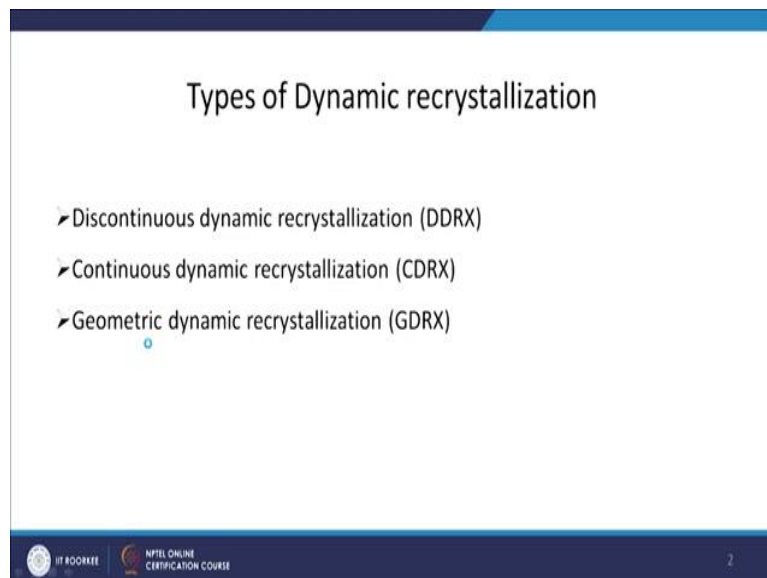 Types of Dynamic recrystallization
➤Discontinuous dynamic recrystallization (DDRX)
➤Continuous dynamic recrystallization (CDRX)
➤Geometric dynamic recrystallization (GDRX)
IIT ROORKEE
NPTEL ONLINE
CERTIFICATION COURSE
2